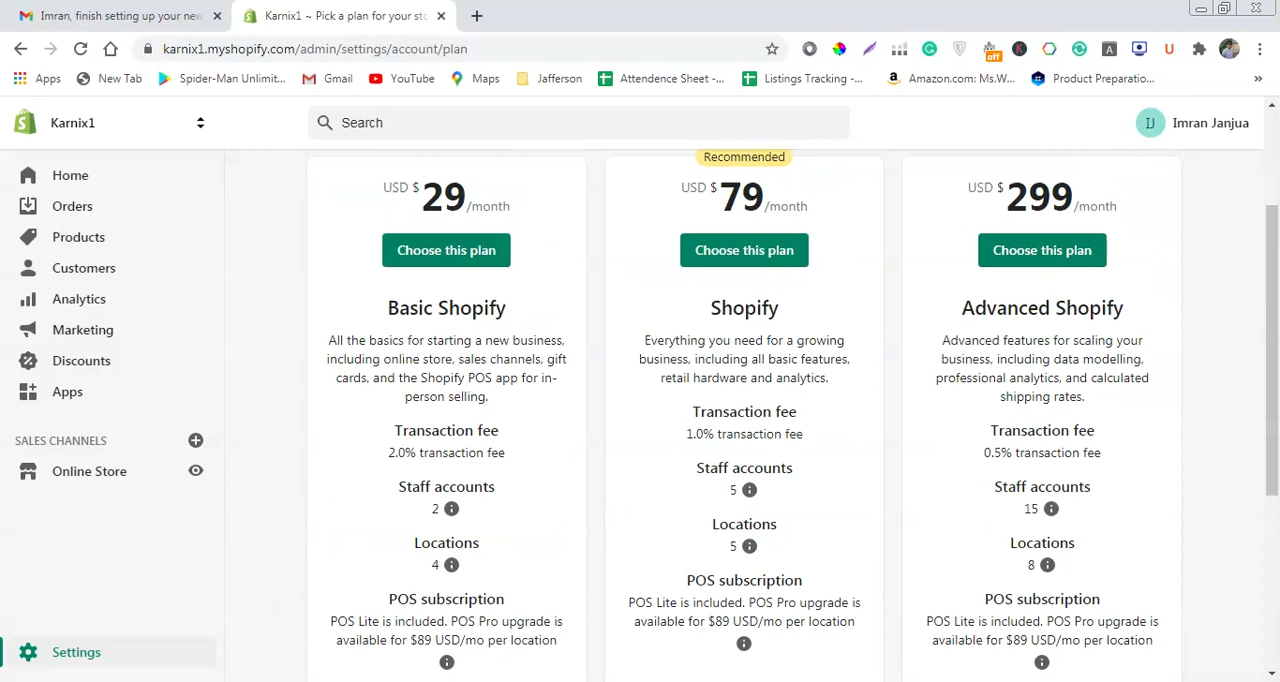 Imran, finish setting up your new
Karnix1 ~ Pick a plan for your sto
karnix1.myshopify.com/admin/settings/account/plan
off
Apps
New Tab
Spider-Man Unlimit...
Gmail
YouTube
Maps
Jafferson
Attendence Sheet -...
Listings Tracking -...
Amazon.com: Ms.W...
Product Preparatio...
»
Karnix1
Search
IJ
Imran Janjua
Home
Orders
Products
Customers
Analytics
Marketing
Discounts
Apps
SALES CHANNELS
Online Store
Settings
USD $ 29 /month
Choose this plan
Basic Shopify
All the basics for starting a new business,
including online store, sales channels, gift
cards, and the Shopify POS app for in-
person selling.
Transaction fee
2.0% transaction fee
Staff accounts
2
Locations
4
POS subscription
POS Lite is included. POS Pro upgrade is
available for $89 USD/mo per location
Recommended
USD $ 79 /month
Choose this plan
Shopify
Everything you need for a growing
business, including all basic features,
retail hardware and analytics.
Transaction fee
1.0% transaction fee
Staff accounts
5
Locations
5
POS subscription
POS Lite is included. POS Pro upgrade is
available for $89 USD/mo per location
USD $ 299 /month
Choose this plan
Advanced Shopify
Advanced features for scaling your
business, including data modelling,
professional analytics, and calculated
shipping rates.
Transaction fee
0.5% transaction fee
Staff accounts
15
Locations
8
POS subscription
POS Lite is included. POS Pro upgrade is
available for $89 USD/mo per location